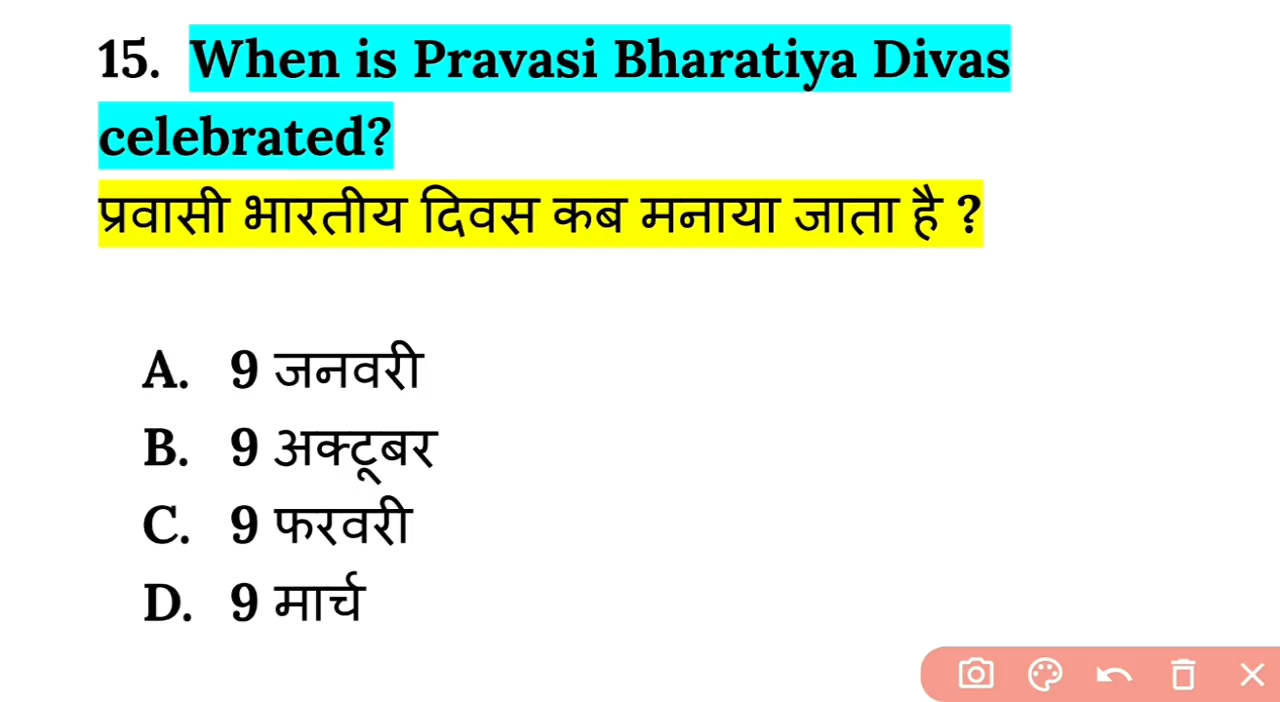 15. When is Pravasi Bharatiya Divas
celebrated?
प्रवासी भारतीय दिवस कब मनाया जाता है ?
A. 9 जनवरी
B. 9 अक्टूबर
C. 9 फरवरी
D. 9 मार्च